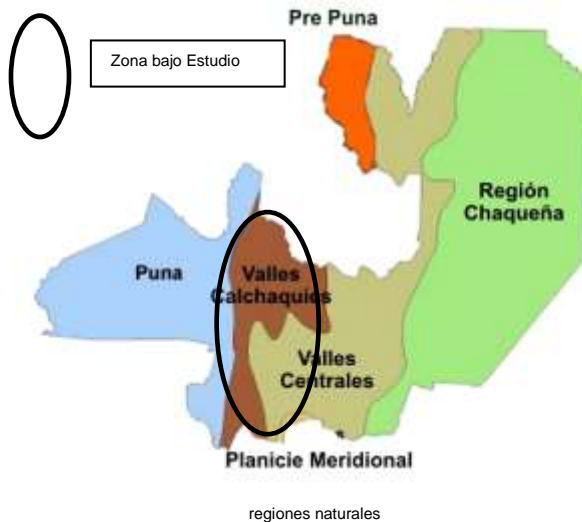 Pre Puna
Zona bajo Estudio
Región
Chaqueña
Puna
Valles
Calchaquíes
Valles
Centrales
Planicie Meridional
regiones naturales